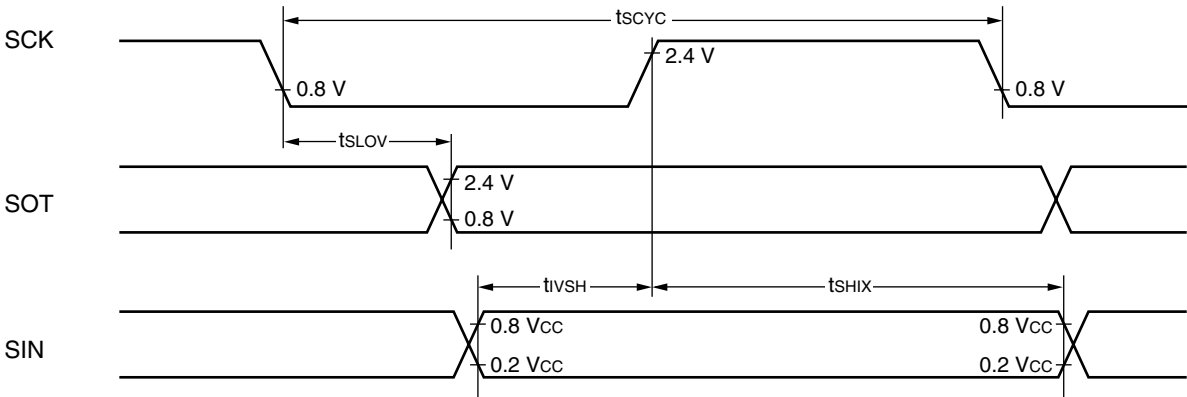 tSCYC
SCK
2.4 V
0.8 V
0.8 V
tSLOV
2.4 V
SOT
0.8 V
tIVSH
tSHIX
0.8 VCC
0.8 VCC
SIN
0.2 VCC
0.2 VCC